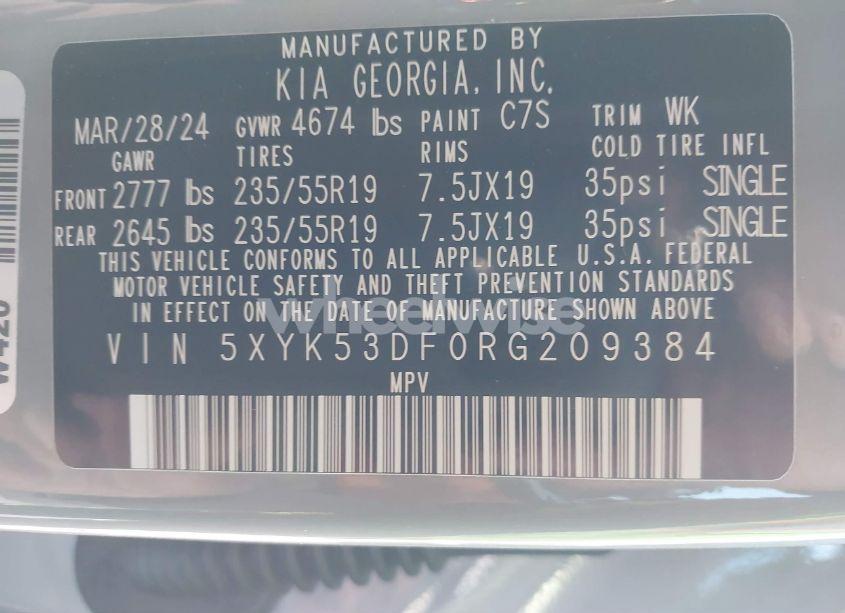 MANUFACTURED BY
KIA GEORGIA, INC.
MAR/28/24 GVWR 4674 lbs PAINT C7S TRIM WK
GAWR TIRES RIMS COLD TIRE INFL
FRONT 2777 lbs 235/55R19 7.5JX19 35psi SINGLE
REAR 2645 lbs 235/55R19 7.5JX19 35psi SINGLE
THIS VEHICLE CONFORMS TO ALL APPLICABLE U.S.A. FEDERAL
MOTOR VEHICLE SAFETY AND THEFT PREVENTION STANDARDS
IN EFFECT ON THE DATE OF MANUFACTURE SHOWN ABOVE
wheelwise
VIN 5XYK53DF0RG209384
MPV
W420